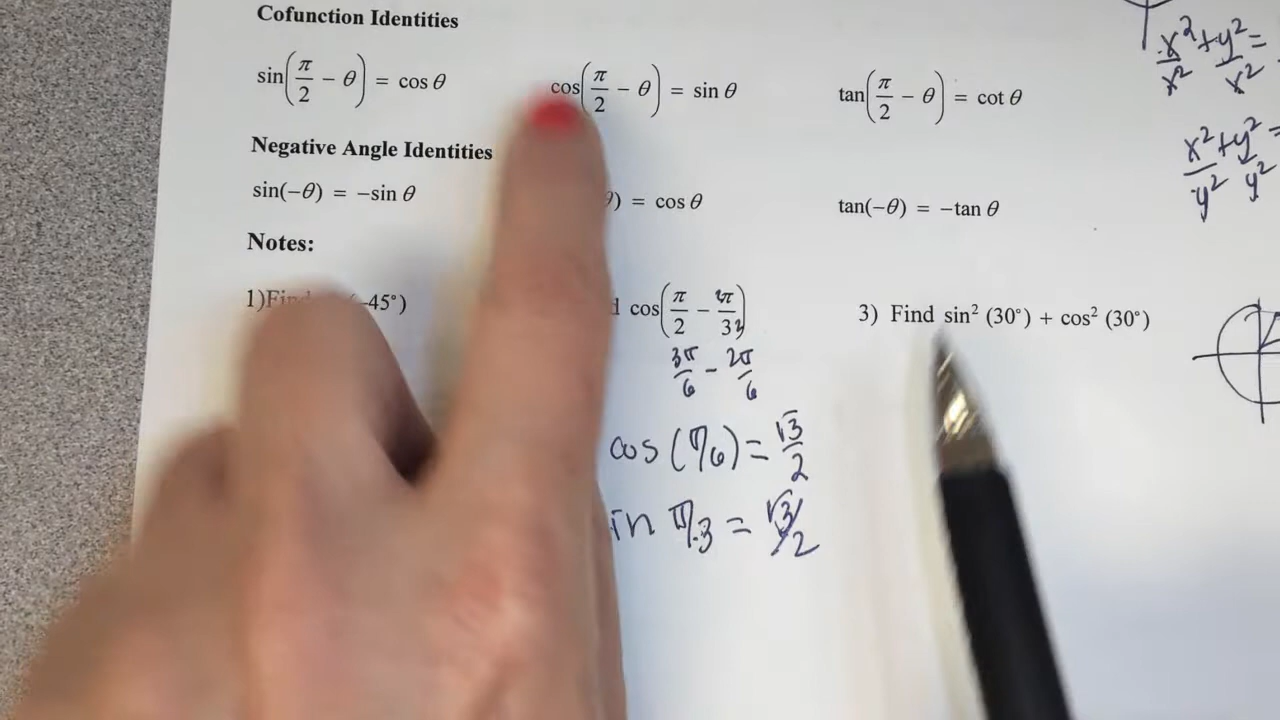 Cofunction Identities
sin(π/2 − θ) = cos θ
cos(π/2 − θ) = sin θ
tan(π/2 − θ) = cot θ
Negative Angle Identities
sin(−θ) = −sin θ
) = cos θ
tan(−θ) = −tan θ
Notes:
1) −45°)
cos(π/2 − π/3)
3π/6 − 2π/6
cos (π/6) = √3/2
in π/3 = √3/2
3) Find sin² (30°) + cos² (30°)
x²/x² + y²/x² =
x²/y² + y²/y² =